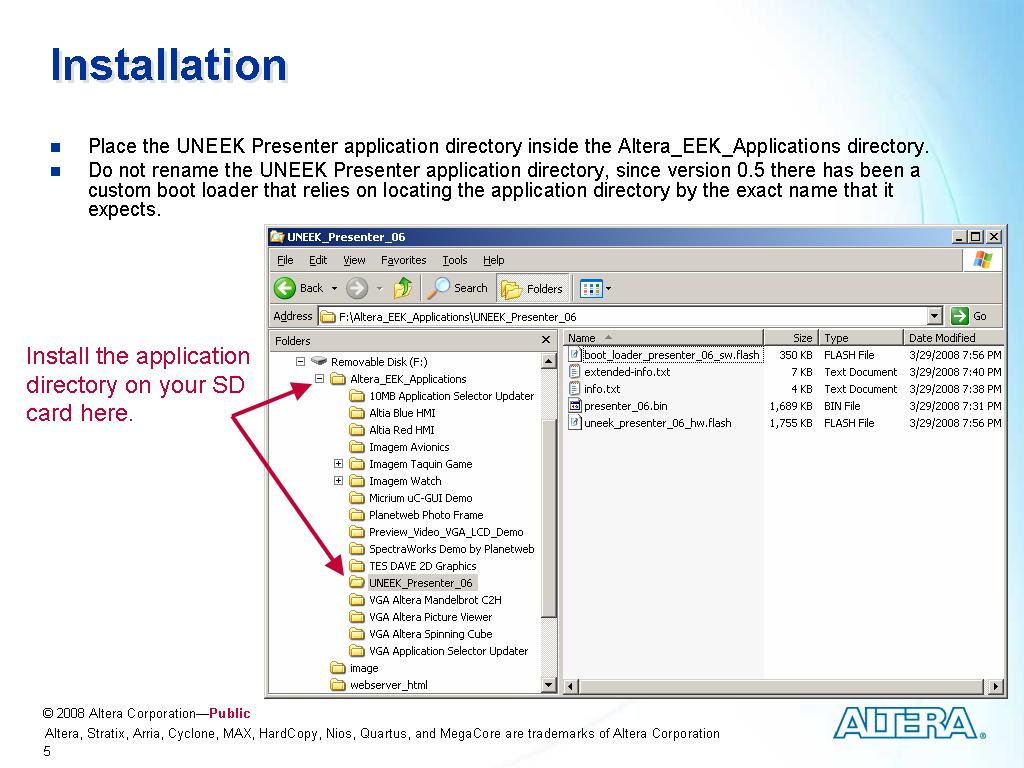 Installation
Place the UNEEK Presenter application directory inside the Altera_EEK_Applications directory.
Do not rename the UNEEK Presenter application directory, since version 0.5 there has been a
custom boot loader that relies on locating the application directory by the exact name that it
expects.
Install the application
directory on your SD
card here.
UNEEK_Presenter_06
File Edit View Favorites Tools Help
Back Search Folders
Address F:\Altera_EEK_Applications\UNEEK_Presenter_06 Go
Folders
Removable Disk (F:)
Altera_EEK_Applications
10MB Application Selector Updater
Altia Blue HMI
Altia Red HMI
Imagem Avionics
Imagem Taquin Game
Imagem Watch
Micrium uC-GUI Demo
Planetweb Photo Frame
Preview_Video_VGA_LCD_Demo
SpectraWorks Demo by Planetweb
TES DAVE 2D Graphics
UNEEK_Presenter_06
VGA Altera Mandelbrot C2H
VGA Altera Picture Viewer
VGA Altera Spinning Cube
VGA Application Selector Updater
image
webserver_html
Name Size Type Date Modified
boot_loader_presenter_06_sw.flash 350 KB FLASH File 3/29/2008 7:56 PM
extended-info.txt 7 KB Text Document 3/29/2008 7:40 PM
info.txt 4 KB Text Document 3/29/2008 7:38 PM
presenter_06.bin 1,689 KB BIN File 3/29/2008 7:31 PM
uneek_presenter_06_hw.flash 1,755 KB FLASH File 3/29/2008 7:56 PM
© 2008 Altera Corporation—Public
Altera, Stratix, Arria, Cyclone, MAX, HardCopy, Nios, Quartus, and MegaCore are trademarks of Altera Corporation
5
ALTERA®